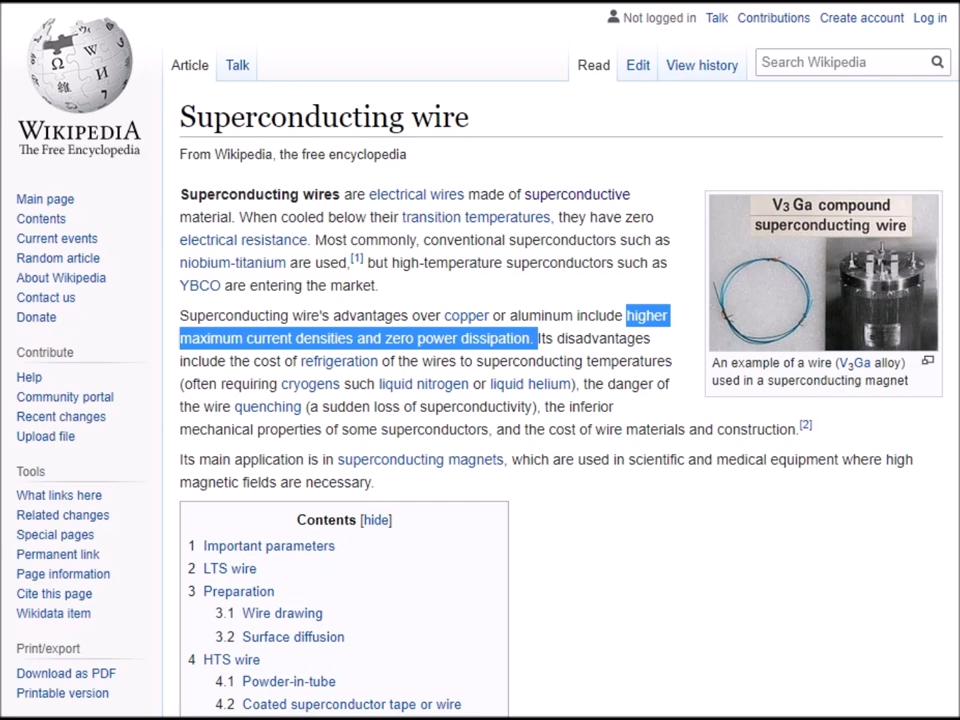 Not logged in Talk Contributions Create account Log in
Article Talk Read Edit View history Search Wikipedia
WIKIPEDIA
The Free Encyclopedia
Main page
Contents
Current events
Random article
About Wikipedia
Contact us
Donate
Contribute
Help
Community portal
Recent changes
Upload file
Tools
What links here
Related changes
Special pages
Permanent link
Page information
Cite this page
Wikidata item
Print/export
Download as PDF
Printable version
Superconducting wire
From Wikipedia, the free encyclopedia
Superconducting wires are electrical wires made of superconductive
material. When cooled below their transition temperatures, they have zero
electrical resistance. Most commonly, conventional superconductors such as
niobium-titanium are used,[1] but high-temperature superconductors such as
YBCO are entering the market.
Superconducting wire's advantages over copper or aluminum include higher
maximum current densities and zero power dissipation. Its disadvantages
include the cost of refrigeration of the wires to superconducting temperatures
(often requiring cryogens such liquid nitrogen or liquid helium), the danger of
the wire quenching (a sudden loss of superconductivity), the inferior
mechanical properties of some superconductors, and the cost of wire materials and construction.[2]
Its main application is in superconducting magnets, which are used in scientific and medical equipment where high
magnetic fields are necessary.
V3 Ga compound
superconducting wire
An example of a wire (V3Ga alloy)
used in a superconducting magnet
Contents [hide]
1 Important parameters
2 LTS wire
3 Preparation
3.1 Wire drawing
3.2 Surface diffusion
4 HTS wire
4.1 Powder-in-tube
4.2 Coated superconductor tape or wire